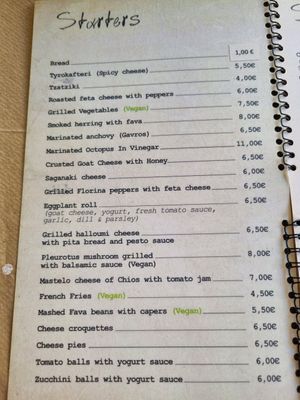 Starters
Bread 1,00€
Tyrokafteri (Spicy cheese) 5,50€
Tzatziki 4,00€
Roasted feta cheese with peppers 6,00€
Grilled Vegetables (Vegan) 7,50€
Smoked herring with fava 8,00€
Marinated anchovy (Gavros) 6,50€
Marinated Octopus In Vinegar 11,00€
Crusted Goat Cheese with Honey 6,50€
Saganaki cheese 6,00€
Grilled Florina peppers with feta cheese 6,50€
Eggplant roll 6,50€
(goat cheese, yogurt, fresh tomato sauce,
garlic, dill & parsley)
Grilled halloumi cheese 6,50€
with pita bread and pesto sauce
Pleurotus mushroom grilled 8,00€
with balsamic sauce (Vegan)
Mastelo cheese of Chios with tomato jam 7,00€
French Fries (Vegan) 4,50€
Mashed Fava beans with capers (Vegan) 5,50€
Cheese croquettes 6,50€
Cheese pies 6,50€
Tomato balls with yogurt sauce 6,00€
Zucchini balls with yogurt sauce 6,00€